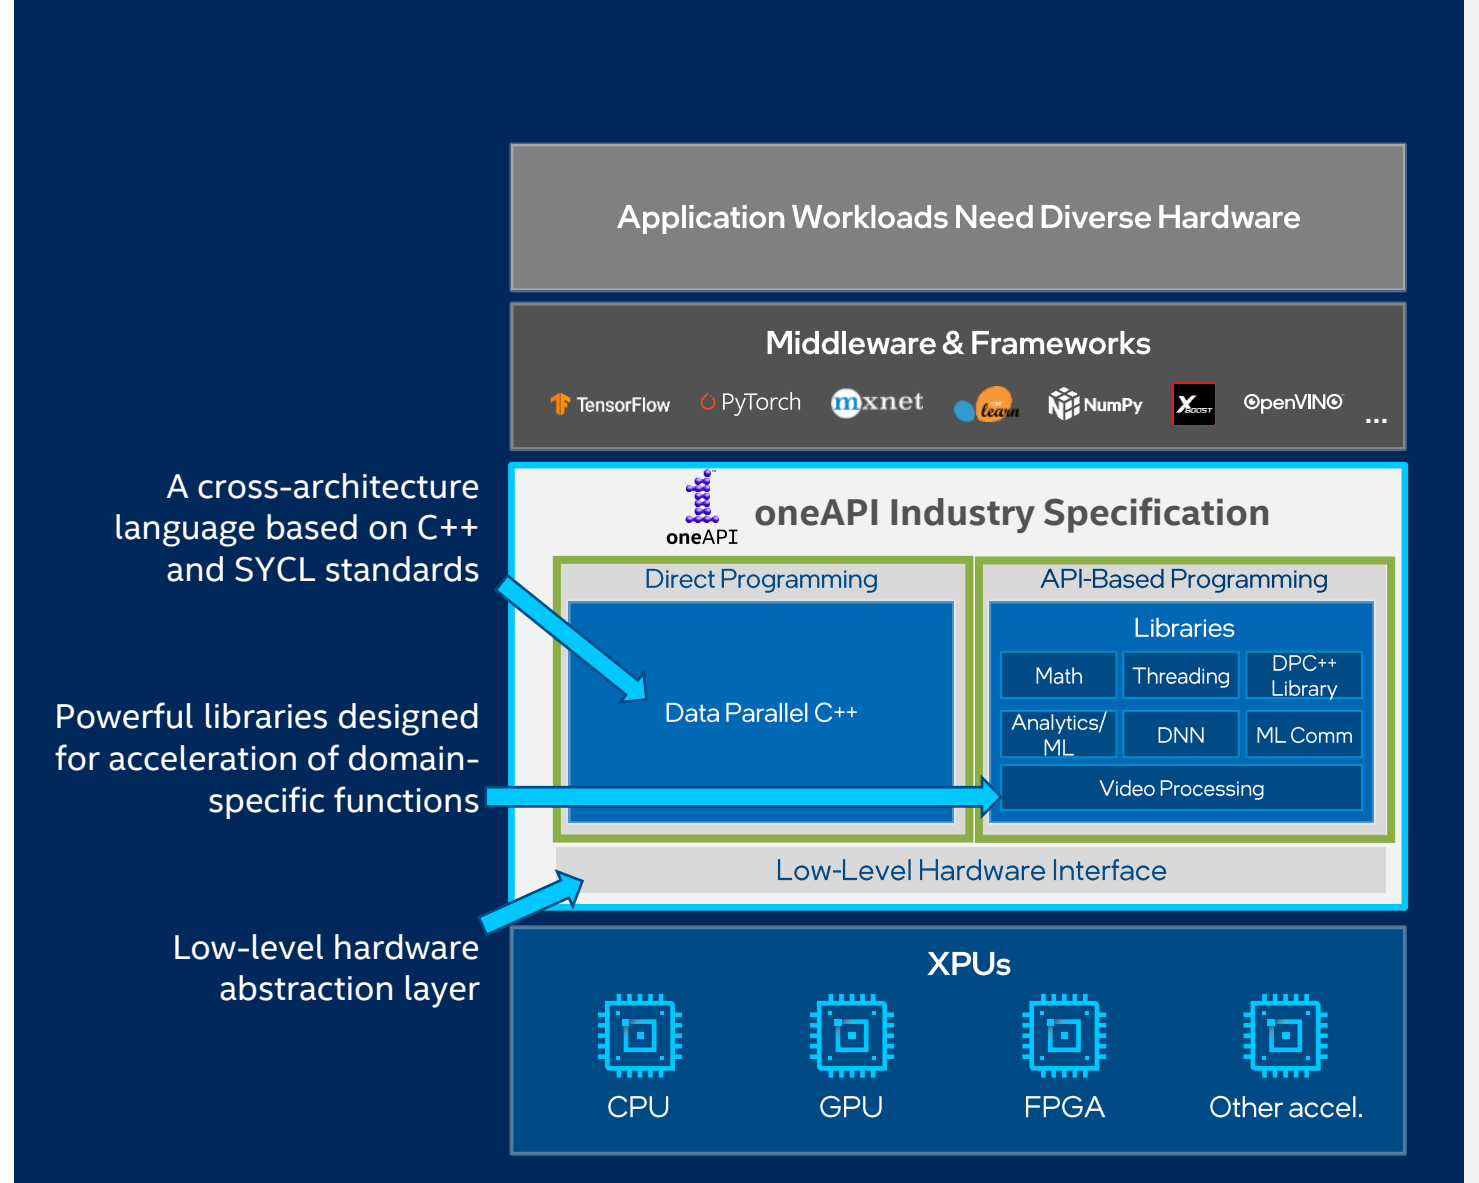 Application Workloads Need Diverse Hardware
Middleware & Frameworks
TensorFlow
PyTorch
mxnet
learn
NumPy
XBOOST
OpenVINO
...
A cross-architecture
language based on C++
and SYCL standards
oneAPI
oneAPI Industry Specification
Direct Programming
Data Parallel C++
API-Based Programming
Libraries
Math
Threading
DPC++
Library
Analytics/
ML
DNN
ML Comm
Video Processing
Powerful libraries designed
for acceleration of domain-
specific functions
Low-Level Hardware Interface
Low-level hardware
abstraction layer
XPUs
CPU
GPU
FPGA
Other accel.